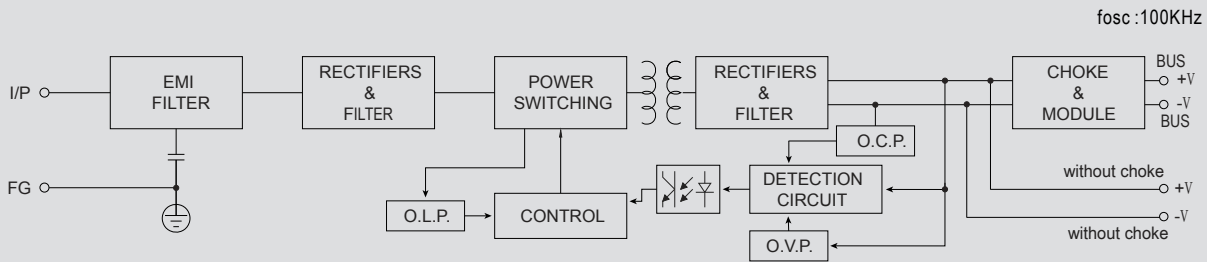 fosc :100KHz
I/P
EMI
FILTER
RECTIFIERS
&
FILTER
POWER
SWITCHING
RECTIFIERS
&
FILTER
CHOKE
&
MODULE
BUS
+V
-V
BUS
O.C.P.
FG
O.L.P.
CONTROL
DETECTION
CIRCUIT
O.V.P.
without choke
+V
-V
without choke